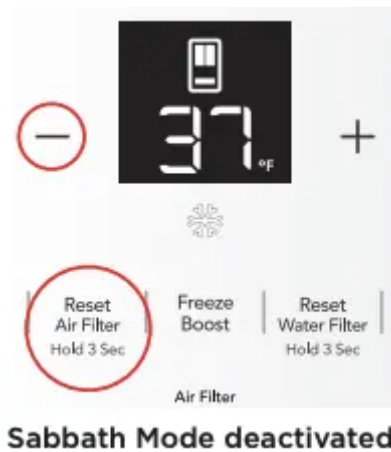 −
37 °F
+
Reset
Air Filter
Hold 3 Sec
Freeze
Boost
Reset
Water Filter
Hold 3 Sec
Air Filter
Sabbath Mode deactivated